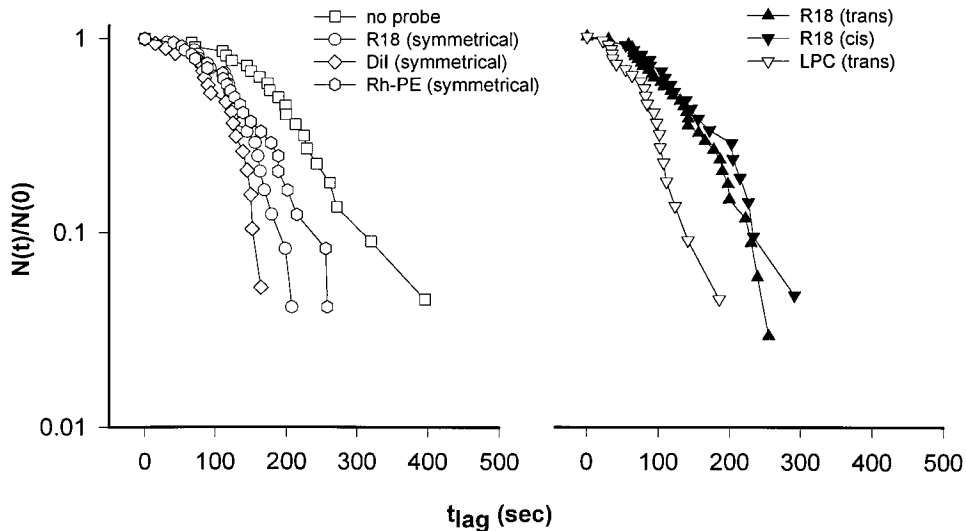 no probe
R18 (symmetrical)
DiI (symmetrical)
Rh-PE (symmetrical)
R18 (trans)
R18 (cis)
LPC (trans)
1
0.1
0.01
N(t)/N(0)
0 100 200 300 400 500
0 100 200 300 400 500
tlag (sec)